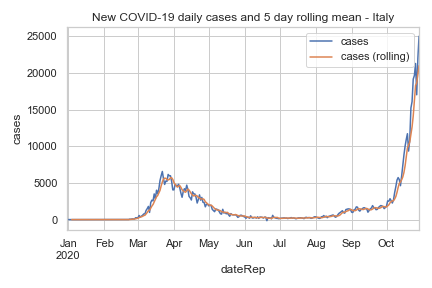 New COVID-19 daily cases and 5 day rolling mean - Italy
cases
cases (rolling)
25000
20000
15000
10000
5000
0
cases
Jan Feb Mar Apr May Jun Jul Aug Sep Oct
2020
dateRep